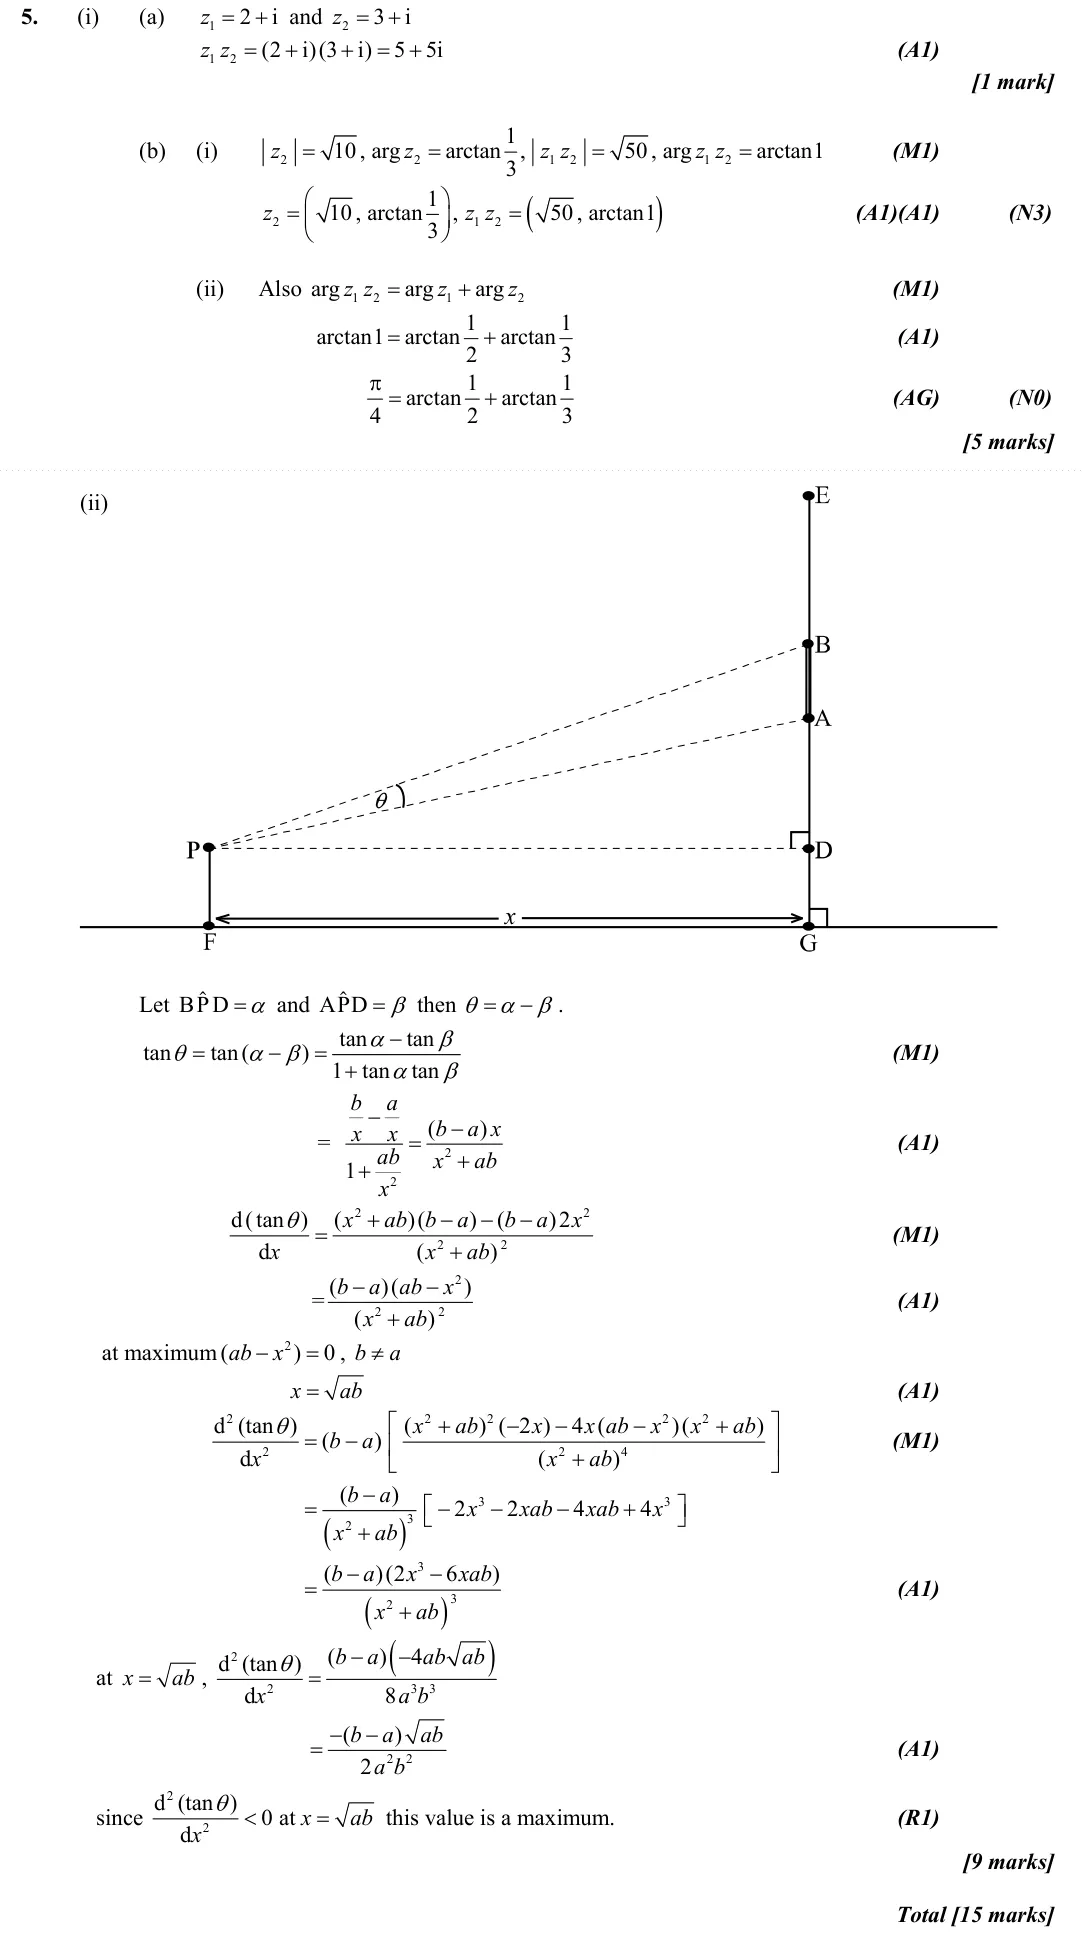 5. (i) (a) z₁ = 2 + i and z₂ = 3 + i
z₁ z₂ = (2 + i)(3 + i) = 5 + 5i (A1)
[1 mark]
(b) (i) |z₂| = √10, arg z₂ = arctan 1/3, |z₁ z₂| = √50, arg z₁ z₂ = arctan1 (M1)
z₂ = (√10, arctan 1/3), z₁ z₂ = (√50, arctan1) (A1)(A1) (N3)
(ii) Also arg z₁ z₂ = arg z₁ + arg z₂ (M1)
arctan1 = arctan 1/2 + arctan 1/3 (A1)
π/4 = arctan 1/2 + arctan 1/3 (AG) (N0)
[5 marks]
(ii)
E
B
A
θ
P
D
x
F
G
Let BP̂D = α and AP̂D = β then θ = α − β.
tan θ = tan(α − β) = (tan α − tan β)/(1 + tan α tan β) (M1)
= (b/x − a/x)/(1 + ab/x²) = (b − a)x/(x² + ab) (A1)
d(tan θ)/dx = ((x² + ab)(b − a) − (b − a)2x²)/(x² + ab)² (M1)
= (b − a)(ab − x²)/(x² + ab)² (A1)
at maximum (ab − x²) = 0, b ≠ a
x = √ab (A1)
d²(tan θ)/dx² = (b − a)[((x² + ab)²(−2x) − 4x(ab − x²)(x² + ab))/(x² + ab)⁴] (M1)
= (b − a)/(x² + ab)³ [−2x³ − 2xab − 4xab + 4x³]
= (b − a)(2x³ − 6xab)/(x² + ab)³ (A1)
at x = √ab, d²(tan θ)/dx² = (b − a)(−4ab√ab)/8a³b³
= −(b − a)√ab/2a²b² (A1)
since d²(tan θ)/dx² < 0 at x = √ab this value is a maximum. (R1)
[9 marks]
Total [15 marks]